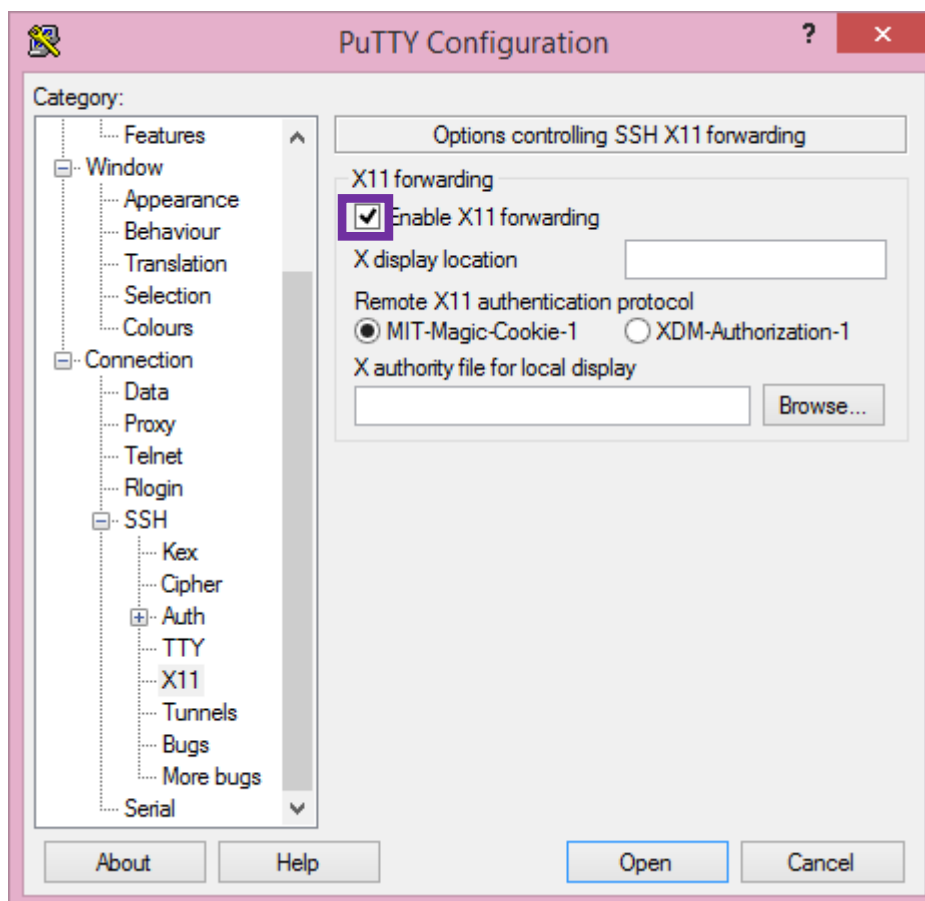 PuTTY Configuration
?
Category:
Features
Window
Appearance
Behaviour
Translation
Selection
Colours
Connection
Data
Proxy
Telnet
Rlogin
SSH
Kex
Cipher
Auth
TTY
X11
Tunnels
Bugs
More bugs
Serial
Options controlling SSH X11 forwarding
X11 forwarding
Enable X11 forwarding
X display location
Remote X11 authentication protocol
MIT-Magic-Cookie-1 XDM-Authorization-1
X authority file for local display
Browse...
About Help Open Cancel